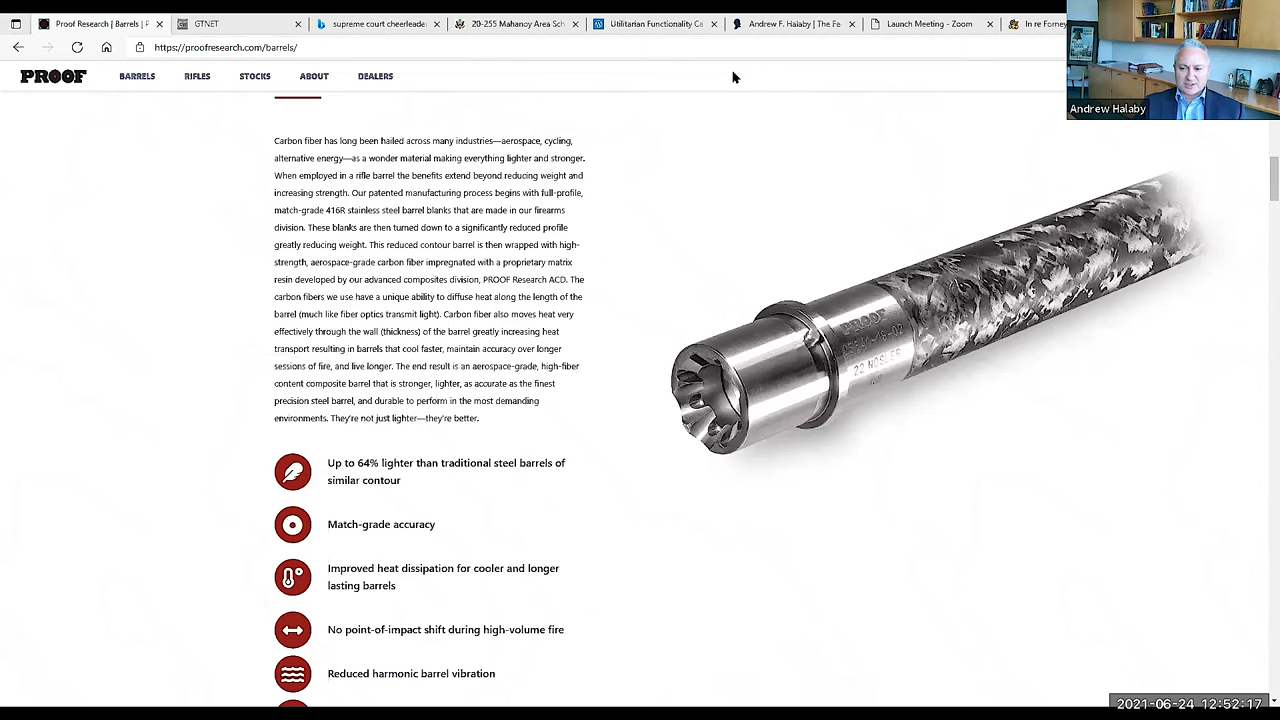 Proof Research | Barrels | P
GTNET
supreme court cheerleade
20-255 Mahanoy Area Sch
Utilitarian Functionality Ca
Andrew F. Halaby | The Fe
Launch Meeting - Zoom
In re Forney
https://proofresearch.com/barrels/
PROOF
BARRELS
RIFLES
STOCKS
ABOUT
DEALERS
Andrew Halaby
Carbon fiber has long been hailed across many industries—aerospace, cycling,
alternative energy—as a wonder material making everything lighter and stronger.
When employed in a rifle barrel the benefits extend beyond reducing weight and
increasing strength. Our patented manufacturing process begins with full-profile,
match-grade 416R stainless steel barrel blanks that are made in our firearms
division. These blanks are then turned down to a significantly reduced profile
greatly reducing weight. This reduced contour barrel is then wrapped with high-
strength, aerospace-grade carbon fiber impregnated with a proprietary matrix
resin developed by our advanced composites division, PROOF Research ACD. The
carbon fibers we use have a unique ability to diffuse heat along the length of the
barrel (much like fiber optics transmit light). Carbon fiber also moves heat very
effectively through the wall (thickness) of the barrel greatly increasing heat
transport resulting in barrels that cool faster, maintain accuracy over longer
sessions of fire, and live longer. The end result is an aerospace-grade, high-fiber
content composite barrel that is stronger, lighter, as accurate as the finest
precision steel barrel, and durable to perform in the most demanding
environments. They're not just lighter—they're better.
PROOF
22 NOSLER
Up to 64% lighter than traditional steel barrels of
similar contour
Match-grade accuracy
Improved heat dissipation for cooler and longer
lasting barrels
No point-of-impact shift during high-volume fire
Reduced harmonic barrel vibration
2021-06-24 12:52:17